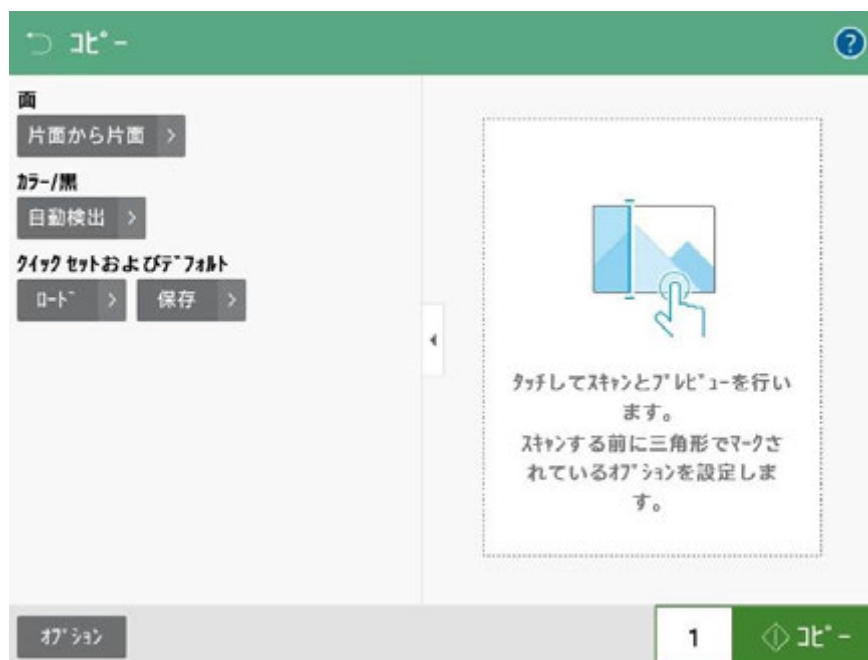 ｺﾋﾟｰ
?
面
片面から片面 >
ｶﾗｰ/黒
自動検出 >
ｸｲｯｸ ｾｯﾄおよびﾃﾞﾌｫﾙﾄ
ﾛｰﾄﾞ > 保存 >
ﾀｯﾁしてｽｷｬﾝとﾌﾟﾚﾋﾞｭｰを行い
ます。
ｽｷｬﾝする前に三角形でﾏｰｸさ
れているｵﾌﾟｼｮﾝを設定しま
す。
ｵﾌﾟｼｮﾝ
1 ｺﾋﾟｰ